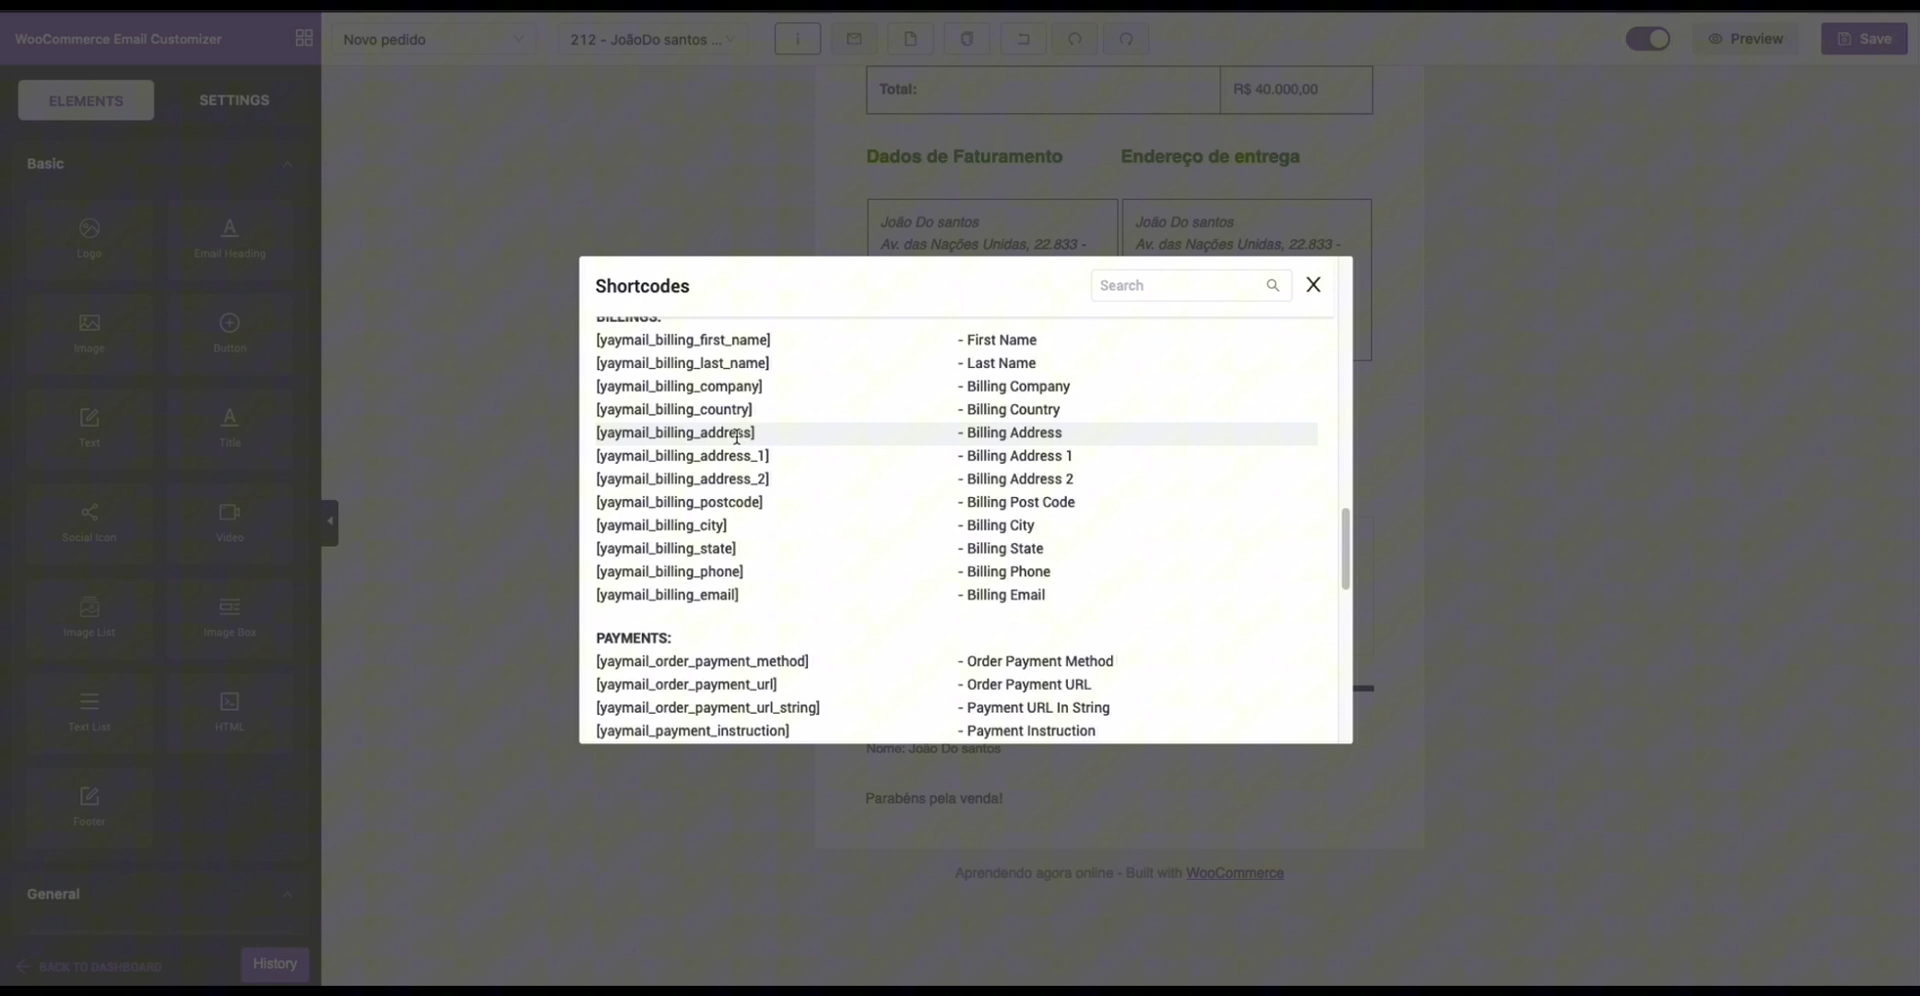 WooCommerce Email Customizer
Novo pedido
212 - JoãoDo santos ...
Preview
Save
ELEMENTS
SETTINGS
Basic
Logo
Email Heading
Image
Button
Text
Title
Social Icon
Video
Image List
Image Box
Text List
HTML
Footer
General
BACK TO DASHBOARD
History
Total:
R$ 40.000,00
Dados de Faturamento
Endereço de entrega
João Do santos
Av. das Nações Unidas, 22.833 -
João Do santos
Av. das Nações Unidas, 22.833 -
Shortcodes
Search
X
BILLINGS:
[yaymail_billing_first_name] - First Name
[yaymail_billing_last_name] - Last Name
[yaymail_billing_company] - Billing Company
[yaymail_billing_country] - Billing Country
[yaymail_billing_address] - Billing Address
[yaymail_billing_address_1] - Billing Address 1
[yaymail_billing_address_2] - Billing Address 2
[yaymail_billing_postcode] - Billing Post Code
[yaymail_billing_city] - Billing City
[yaymail_billing_state] - Billing State
[yaymail_billing_phone] - Billing Phone
[yaymail_billing_email] - Billing Email
PAYMENTS:
[yaymail_order_payment_method] - Order Payment Method
[yaymail_order_payment_url] - Order Payment URL
[yaymail_order_payment_url_string] - Payment URL In String
[yaymail_payment_instruction] - Payment Instruction
Nome: João Do santos
Parabéns pela venda!
Aprendendo agora online - Built with WooCommerce